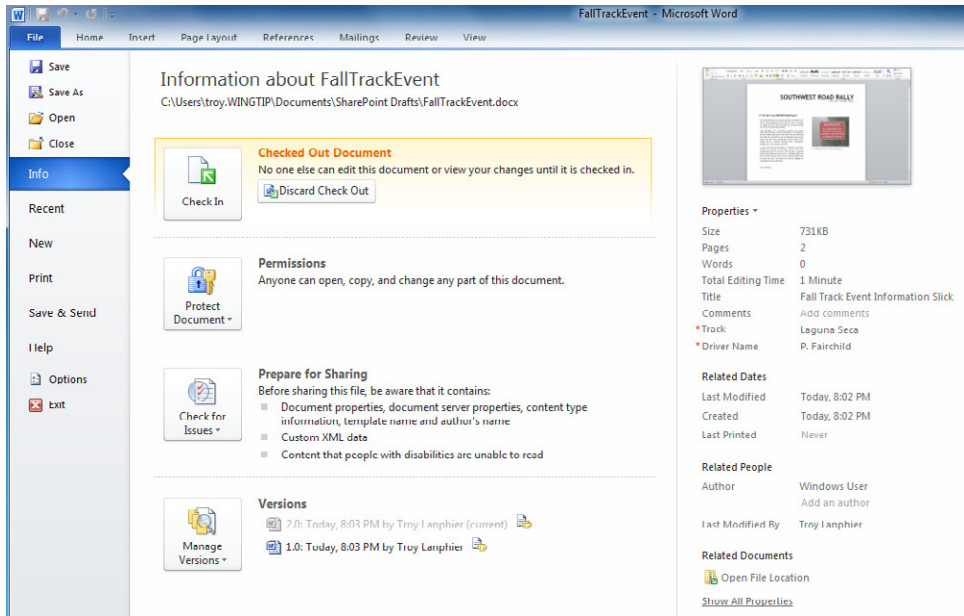 FallTrackEvent - Microsoft Word
File Home Insert Page Layout References Mailings Review View
Save
Save As
Open
Close
Info
Recent
New
Print
Save & Send
Help
Options
Exit
Information about FallTrackEvent
C:\Users\troy.WINGTIP\Documents\SharePoint Drafts\FallTrackEvent.docx
Check In
Checked Out Document
No one else can edit this document or view your changes until it is checked in.
Discard Check Out
Protect
Document
Permissions
Anyone can open, copy, and change any part of this document.
Check for
Issues
Prepare for Sharing
Before sharing this file, be aware that it contains:
Document properties, document server properties, content type
information, template name and author's name
Custom XML data
Content that people with disabilities are unable to read
Manage
Versions
Versions
2.0: Today, 8:03 PM by Troy Lanphier (current)
1.0: Today, 8:03 PM by Troy Lanphier
SOUTHWEST ROAD RALLY
Properties
Size 731KB
Pages 2
Words 0
Total Editing Time 1 Minute
Title Fall Track Event Information Slick
Comments Add comments
* Track Laguna Seca
* Driver Name P. Fairchild
Related Dates
Last Modified Today, 8:02 PM
Created Today, 8:02 PM
Last Printed Never
Related People
Author Windows User
Add an author
Last Modified By Troy Lanphier
Related Documents
Open File Location
Show All Properties